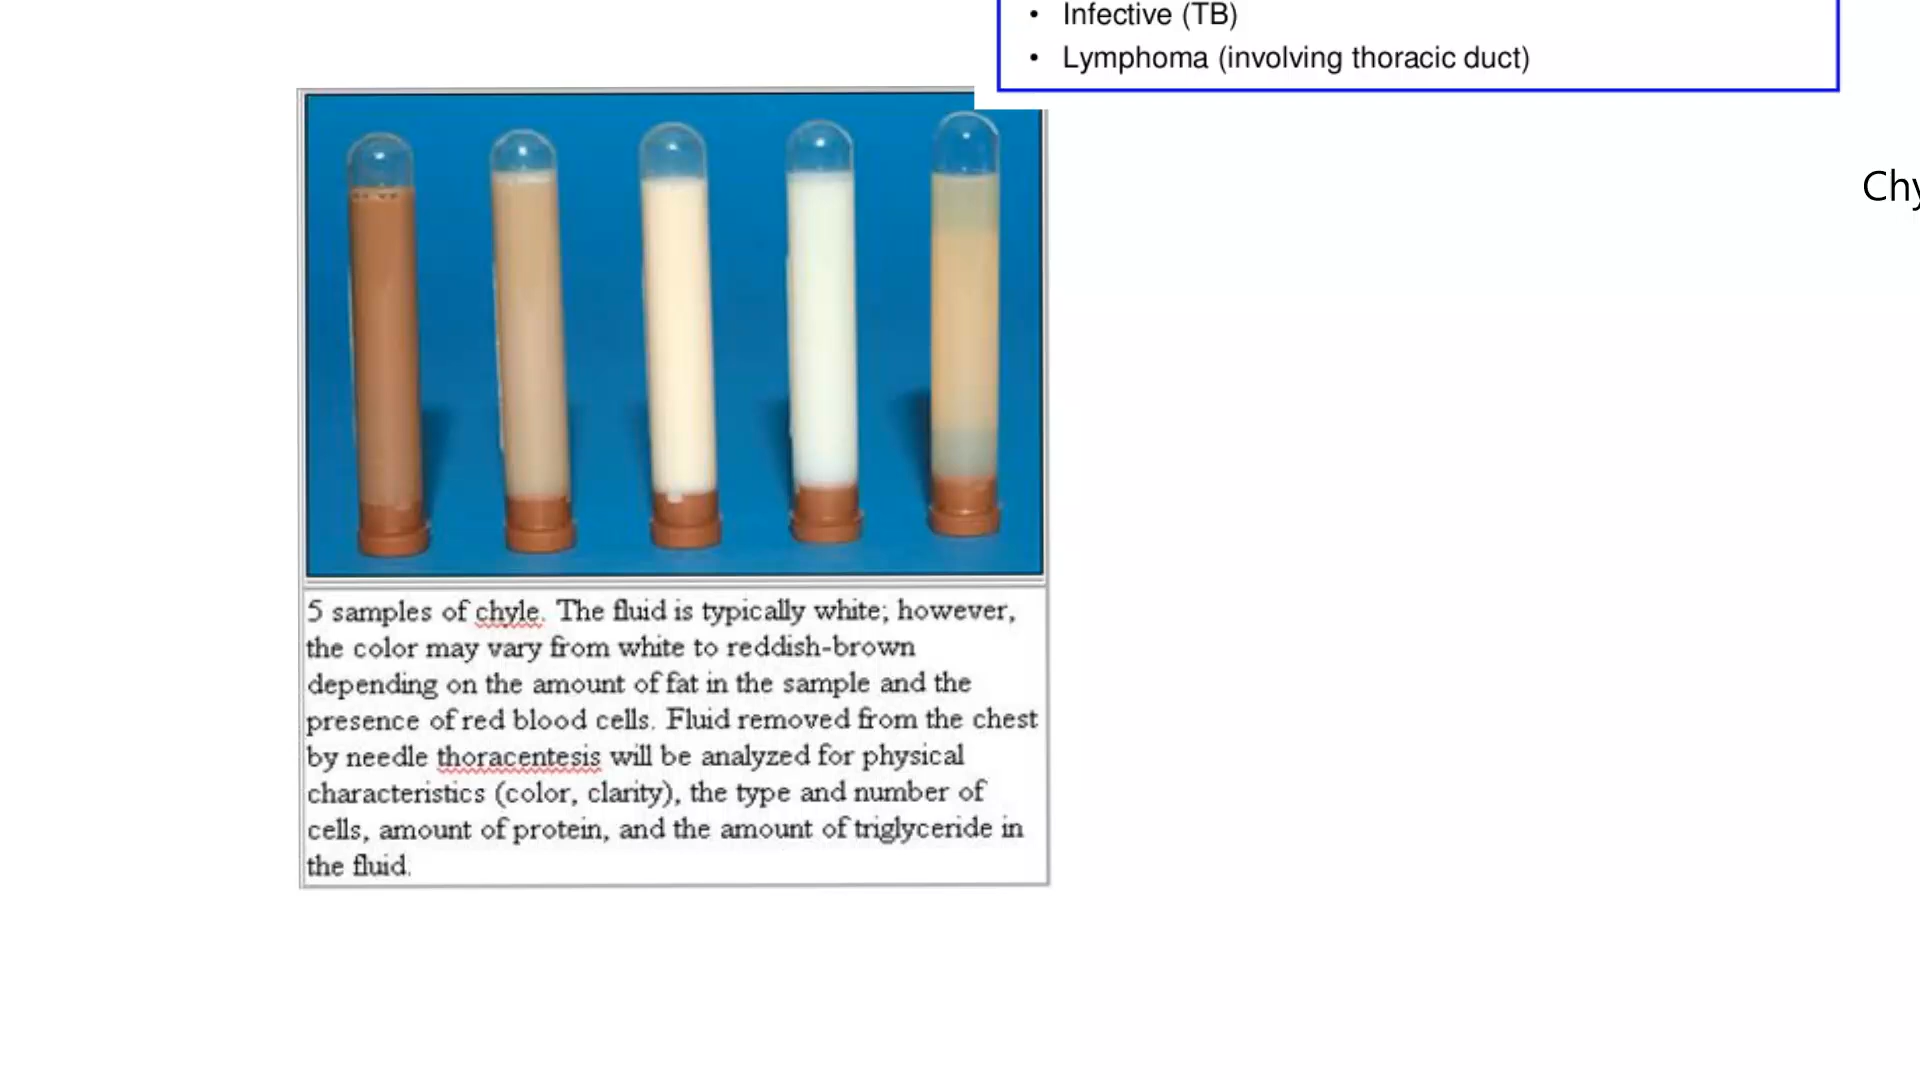 • Infective (TB)
• Lymphoma (involving thoracic duct)
Chy
5 samples of chyle. The fluid is typically white; however,
the color may vary from white to reddish-brown
depending on the amount of fat in the sample and the
presence of red blood cells. Fluid removed from the chest
by needle thoracentesis will be analyzed for physical
characteristics (color, clarity), the type and number of
cells, amount of protein, and the amount of triglyceride in
the fluid.